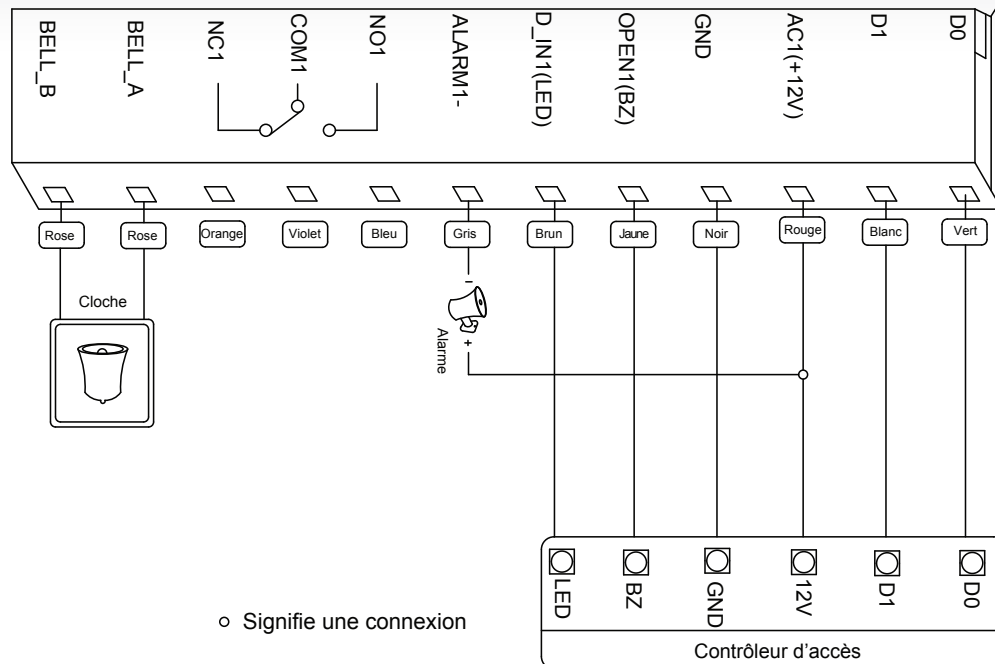 BELL_B
BELL_A
NC1
COM1
NO1
ALARM1-
D_IN1(LED)
OPEN1(BZ)
GND
AC1(+12V)
D1
D0
Rose
Rose
Orange
Violet
Bleu
Gris
Brun
Jaune
Noir
Rouge
Blanc
Vert
Cloche
-
Alarme
+
LED
BZ
GND
12V
D1
D0
Signifie une connexion
Contrôleur d'accès